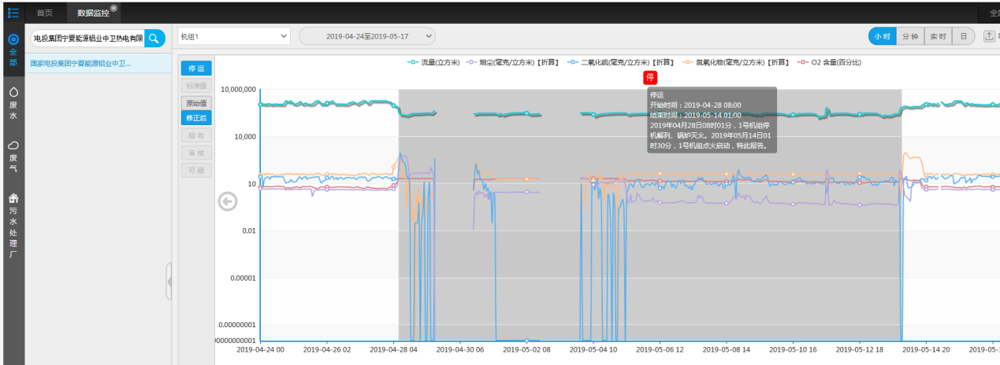 首页
数据监控
全
全部
废水
废气
污水处理厂
电投集团宁夏能源铝业中卫热电有限
国家电投集团宁夏能源铝业中卫...
机组1
2019-04-24至2019-05-17
小时
分钟
实时
日
停运
标准值
原始值
修正后
验收
审核
可疑
流量(立方米)
烟尘(毫克/立方米)【折算】
二氧化硫(毫克/立方米)【折算】
氮氧化物(毫克/立方米)【折算】
O2 含量(百分比)
停
停运
开始时间：2019-04-28 08:00
结束时间：2019-05-14 01:00
2019年04月28日08时01分，1号机组停
机解列、锅炉灭火。2019年05月14日01
时30分，1号机组点火启动，特此报告。
10,000,000
10,000
10
0.01
0.00001
0.00000001
00000000001
2019-04-24 00
2019-04-26 02
2019-04-28 04
2019-04-30 06
2019-05-02 08
2019-05-04 10
2019-05-06 12
2019-05-08 14
2019-05-10 16
2019-05-12 18
2019-05-14 20
2019-05-